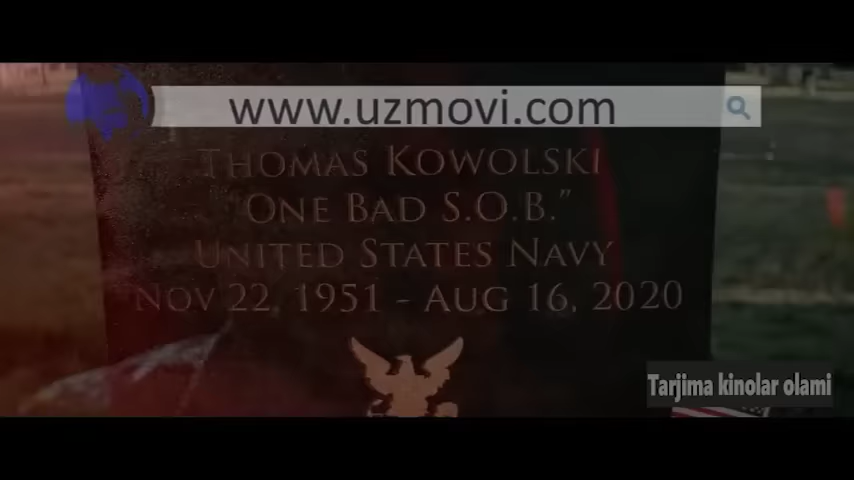 www.uzmovi.com
THOMAS KOWOLSKI
"ONE BAD S.O.B."
UNITED STATES NAVY
NOV 22, 1951 - AUG 16, 2020
Tarjima kinolar olami